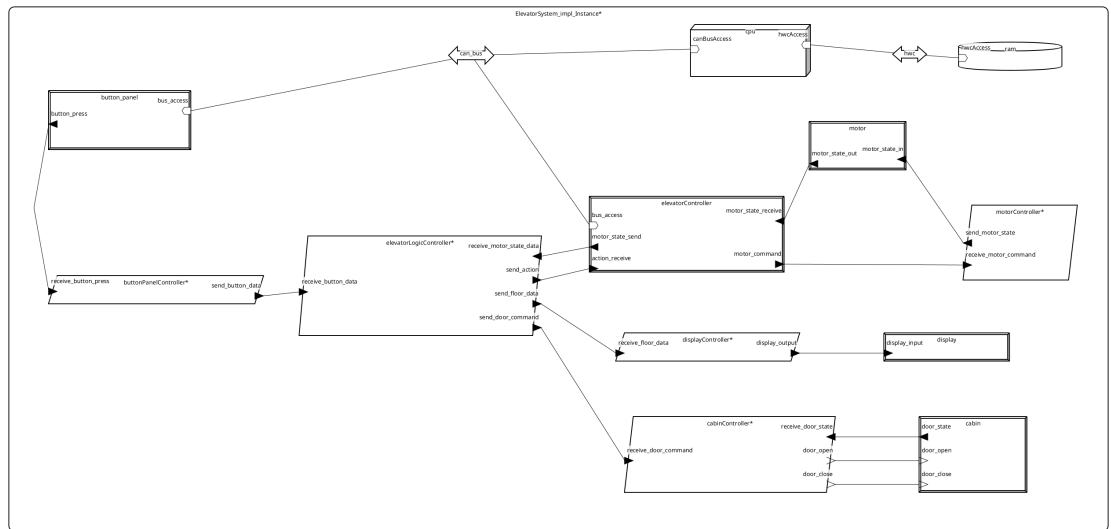 ElevatorSystem_impl_Instance*
cpu
canBusAccess
hwcAccess
can_bus
hwc
hwcAccess
ram
button_panel
bus_access
button_press
motor
motor_state_out
motor_state_in
elevatorController
bus_access
motor_state_receive
motor_state_send
motor_command
action_receive
motorController*
send_motor_state
receive_motor_command
elevatorLogicController*
receive_motor_state_data
send_action
receive_button_data
send_floor_data
send_door_command
receive_button_press
buttonPanelController*
send_button_data
displayController*
receive_floor_data
display_output
display
display_input
cabinController*
receive_door_state
receive_door_command
door_open
door_close
cabin
door_state
door_open
door_close